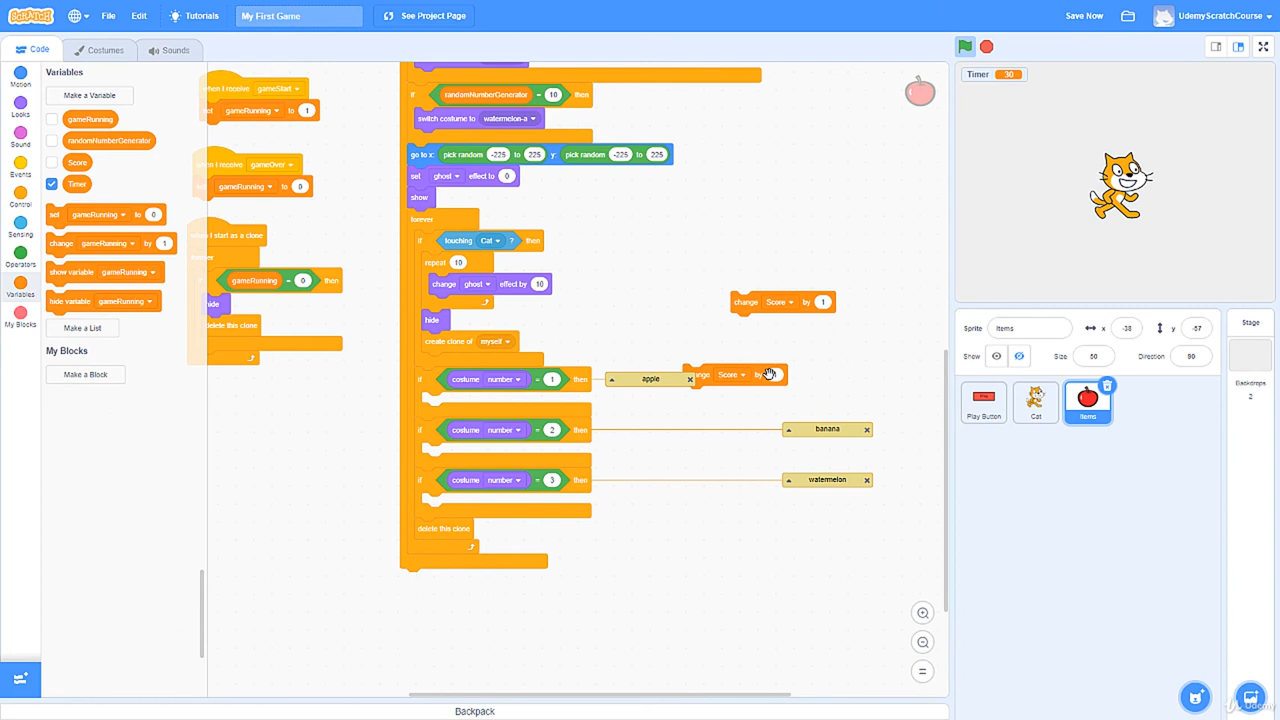 SCRATCH
File
Edit
Tutorials
My First Game
See Project Page
Save Now
UdemyScratchCourse
Code
Costumes
Sounds
Motion
Looks
Sound
Events
Control
Sensing
Operators
Variables
My Blocks
Variables
Make a Variable
gameRunning
randomNumberGenerator
Score
Timer
set gameRunning to 0
change gameRunning by 1
show variable gameRunning
hide variable gameRunning
Make a List
My Blocks
Make a Block
when I receive gameStart
set gameRunning to 1
when I receive gameOver
set gameRunning to 0
when I start as a clone
forever
gameRunning = 0 then
hide
delete this clone
if randomNumberGenerator = 10 then
switch costume to watermelon-a
go to x: pick random -225 to 225 y: pick random -225 to 225
set ghost effect to 0
show
forever
if touching Cat ? then
repeat 10
change ghost effect by 10
hide
create clone of myself
if costume number = 1 then
apple
if costume number = 2 then
banana
if costume number = 3 then
watermelon
delete this clone
change Score by 1
change Score by
Timer 30
Sprite Items x -38 y -57
Show Size 50 Direction 90
Play Button
Cat
Items
Stage
Backdrops
2
Backpack
Udemy